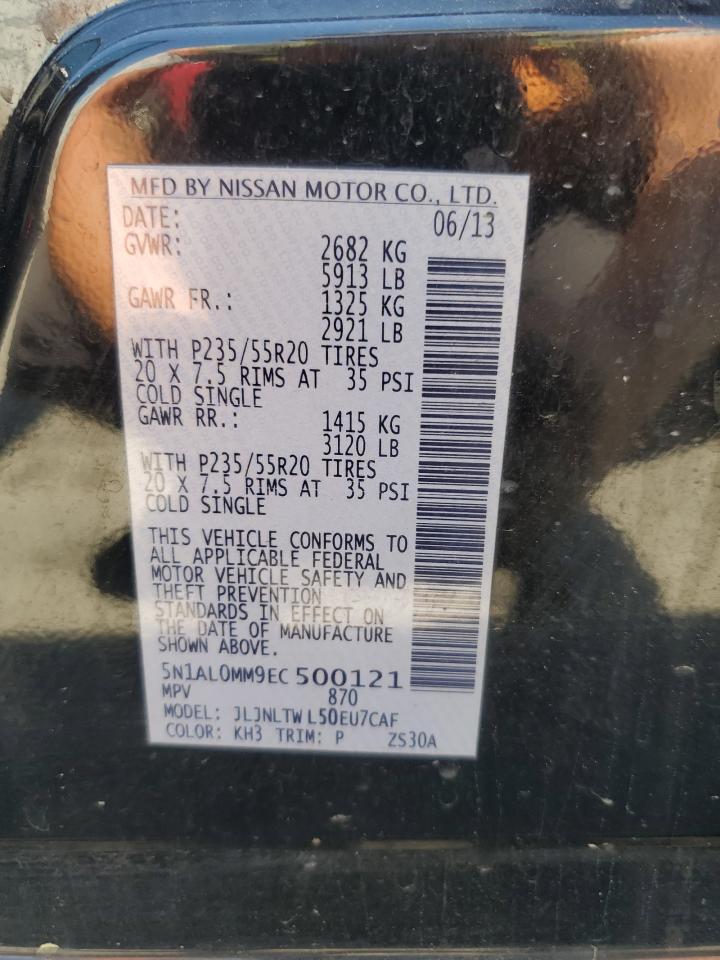 MFD BY NISSAN MOTOR CO., LTD.
DATE: 06/13
GVWR: 2682 KG
5913 LB
GAWR FR.: 1325 KG
2921 LB
WITH P235/55R20 TIRES
20 X 7.5 RIMS AT 35 PSI
COLD SINGLE
GAWR RR.: 1415 KG
3120 LB
WITH P235/55R20 TIRES
20 X 7.5 RIMS AT 35 PSI
COLD SINGLE
THIS VEHICLE CONFORMS TO
ALL APPLICABLE FEDERAL
MOTOR VEHICLE SAFETY AND
THEFT PREVENTION
STANDARDS IN EFFECT ON
THE DATE OF MANUFACTURE
SHOWN ABOVE.
5N1AL0MM9EC 500121
MPV 870
MODEL: JLJNLTW L50EU7CAF
COLOR: KH3 TRIM: P ZS30A